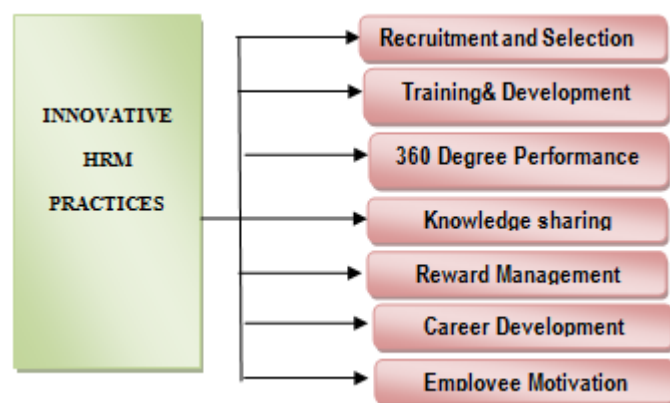 INNOVATIVE
HRM
PRACTICES
Recruitment and Selection
Training& Development
360 Degree Performance
Knowledge sharing
Reward Management
Career Development
Employee Motivation